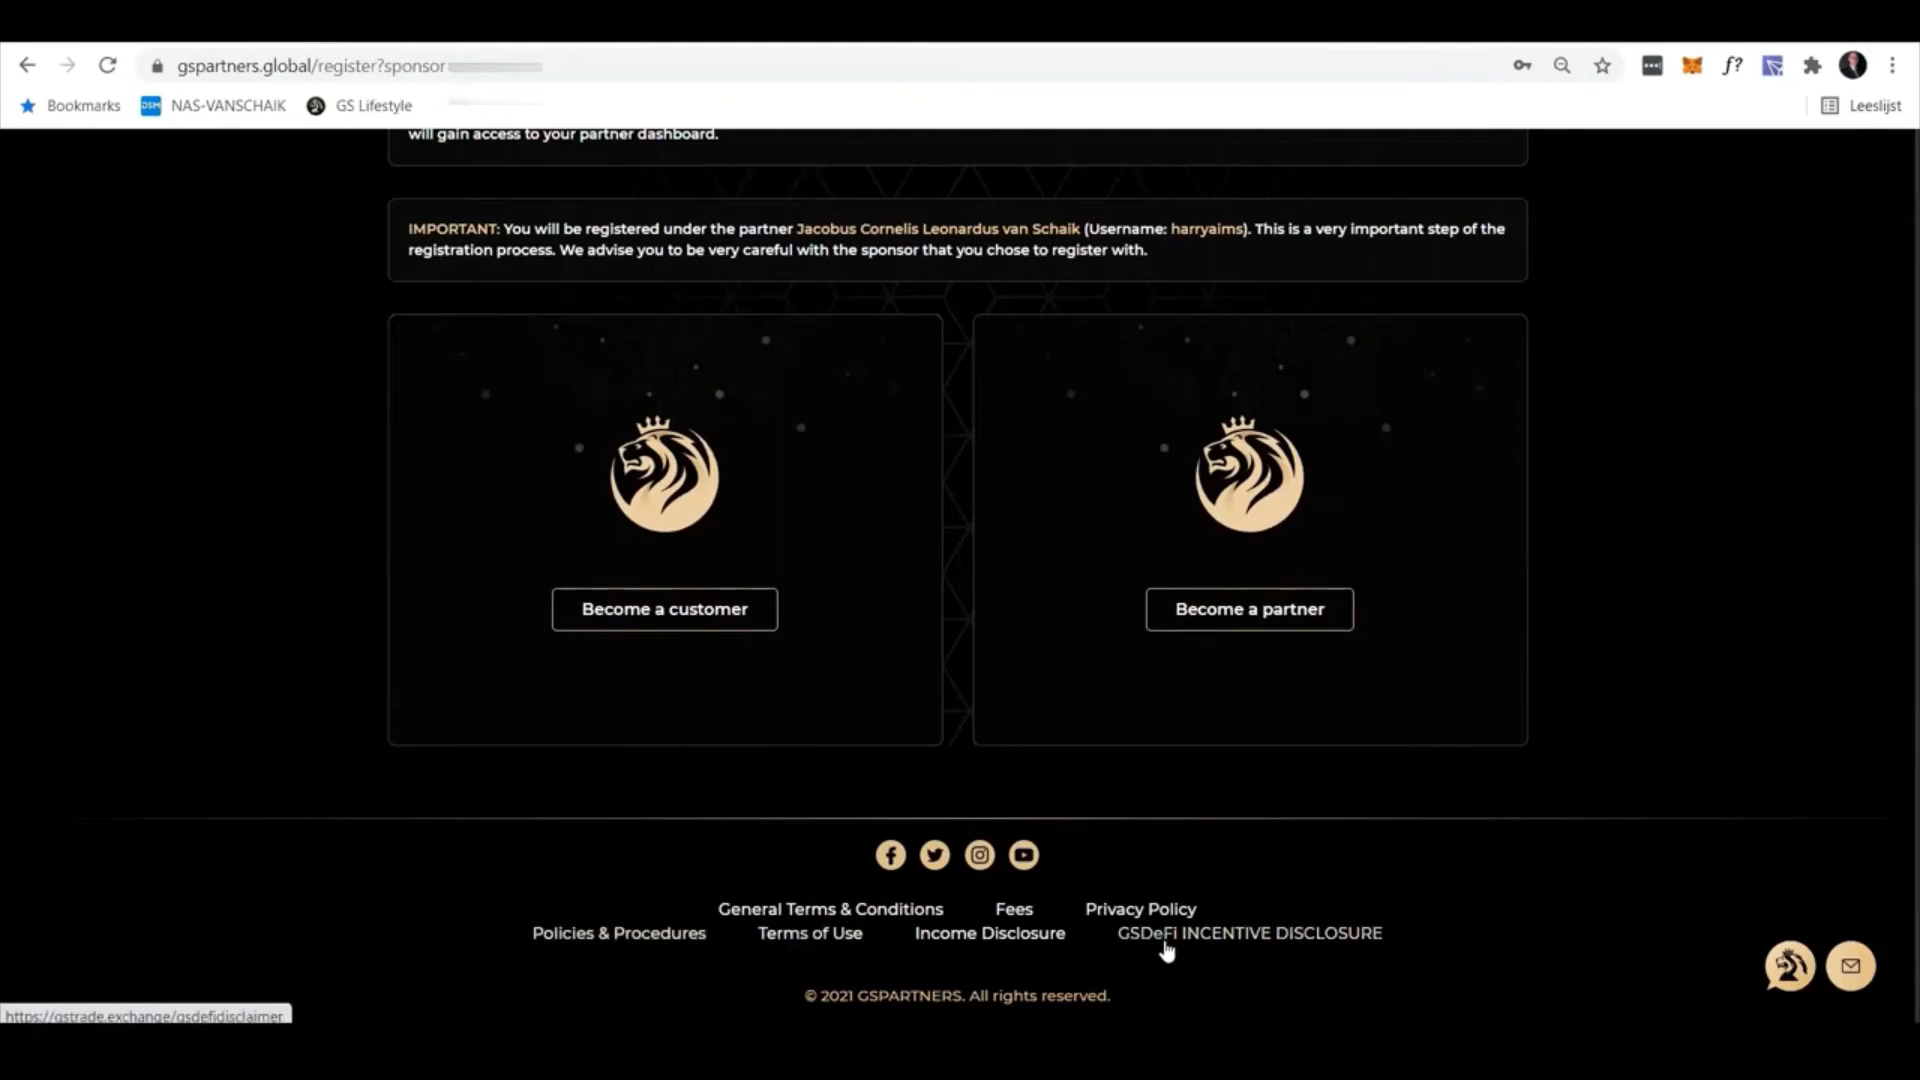 gspartners.global/register?sponsor
f?
Bookmarks
DSM NAS-VANSCHAIK
GS Lifestyle
Leeslijst
will gain access to your partner dashboard.
IMPORTANT: You will be registered under the partner Jacobus Cornelis Leonardus van Schaik (Username: harryaims). This is a very important step of the
registration process. We advise you to be very careful with the sponsor that you chose to register with.
Become a customer
Become a partner
General Terms & Conditions
Fees
Privacy Policy
Policies & Procedures
Terms of Use
Income Disclosure
GSDeFi INCENTIVE DISCLOSURE
© 2021 GSPARTNERS. All rights reserved.
https://gstrade.exchange/gsdefidisclaimer